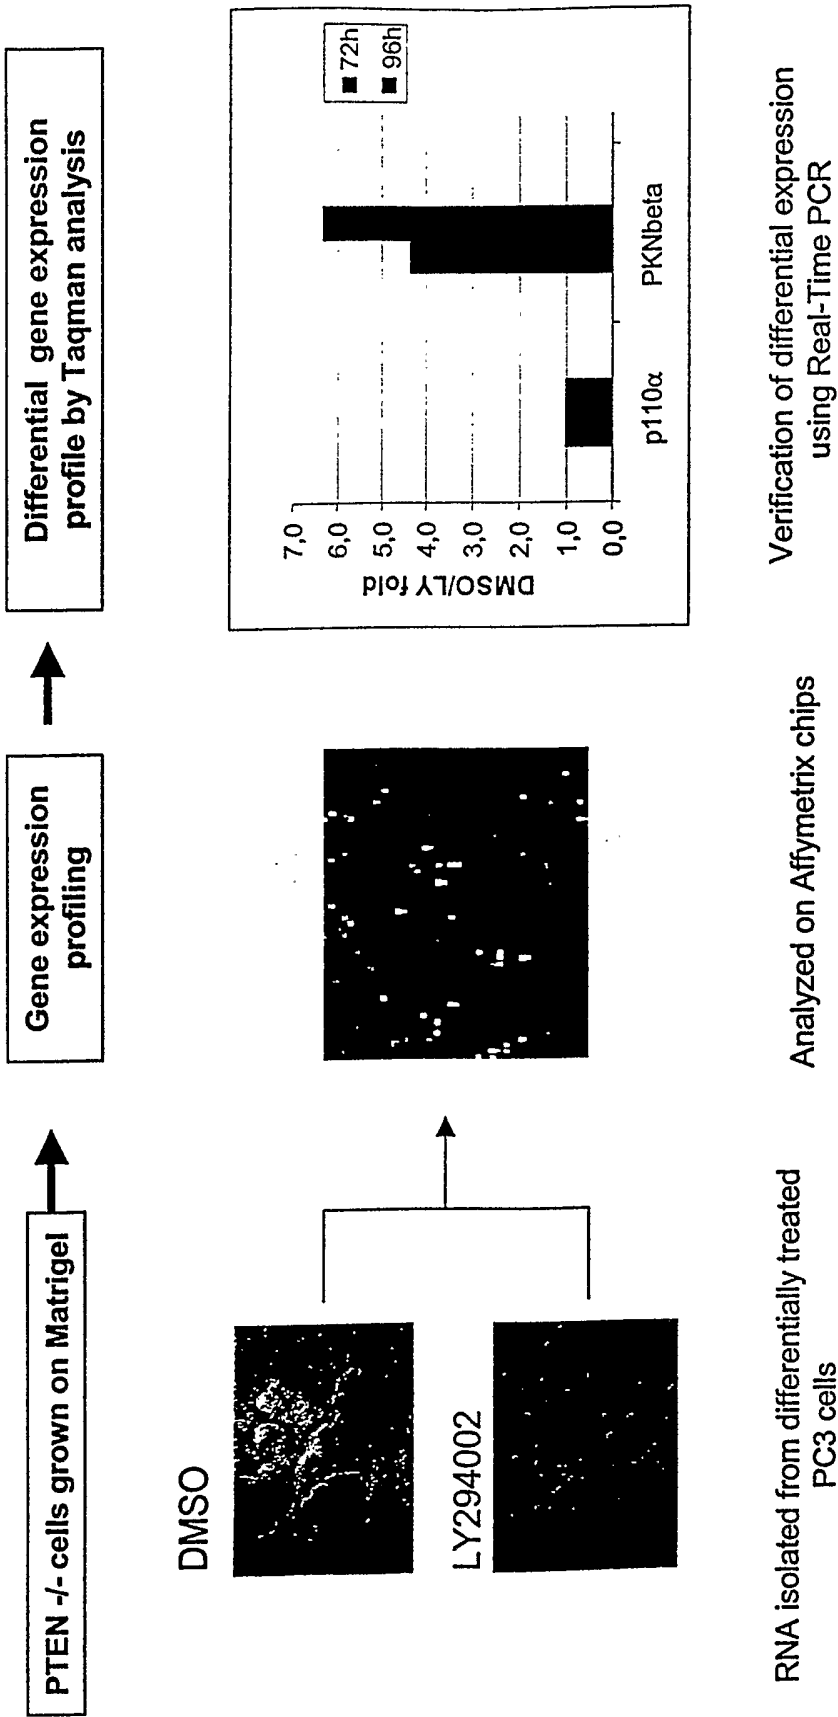 PTEN -/- cells grown on Matrigel
Gene expression
profiling
Differential gene expression
profile by Taqman analysis
DMSO
LY294002
7,0
6,0
5,0
4,0
3,0
2,0
1,0
0,0
DMSO/LY fold
p110α
PKNbeta
72h
96h
RNA isolated from differentially treated
PC3 cells
Analyzed on Affymetrix chips
Verification of differential expression
using Real-Time PCR